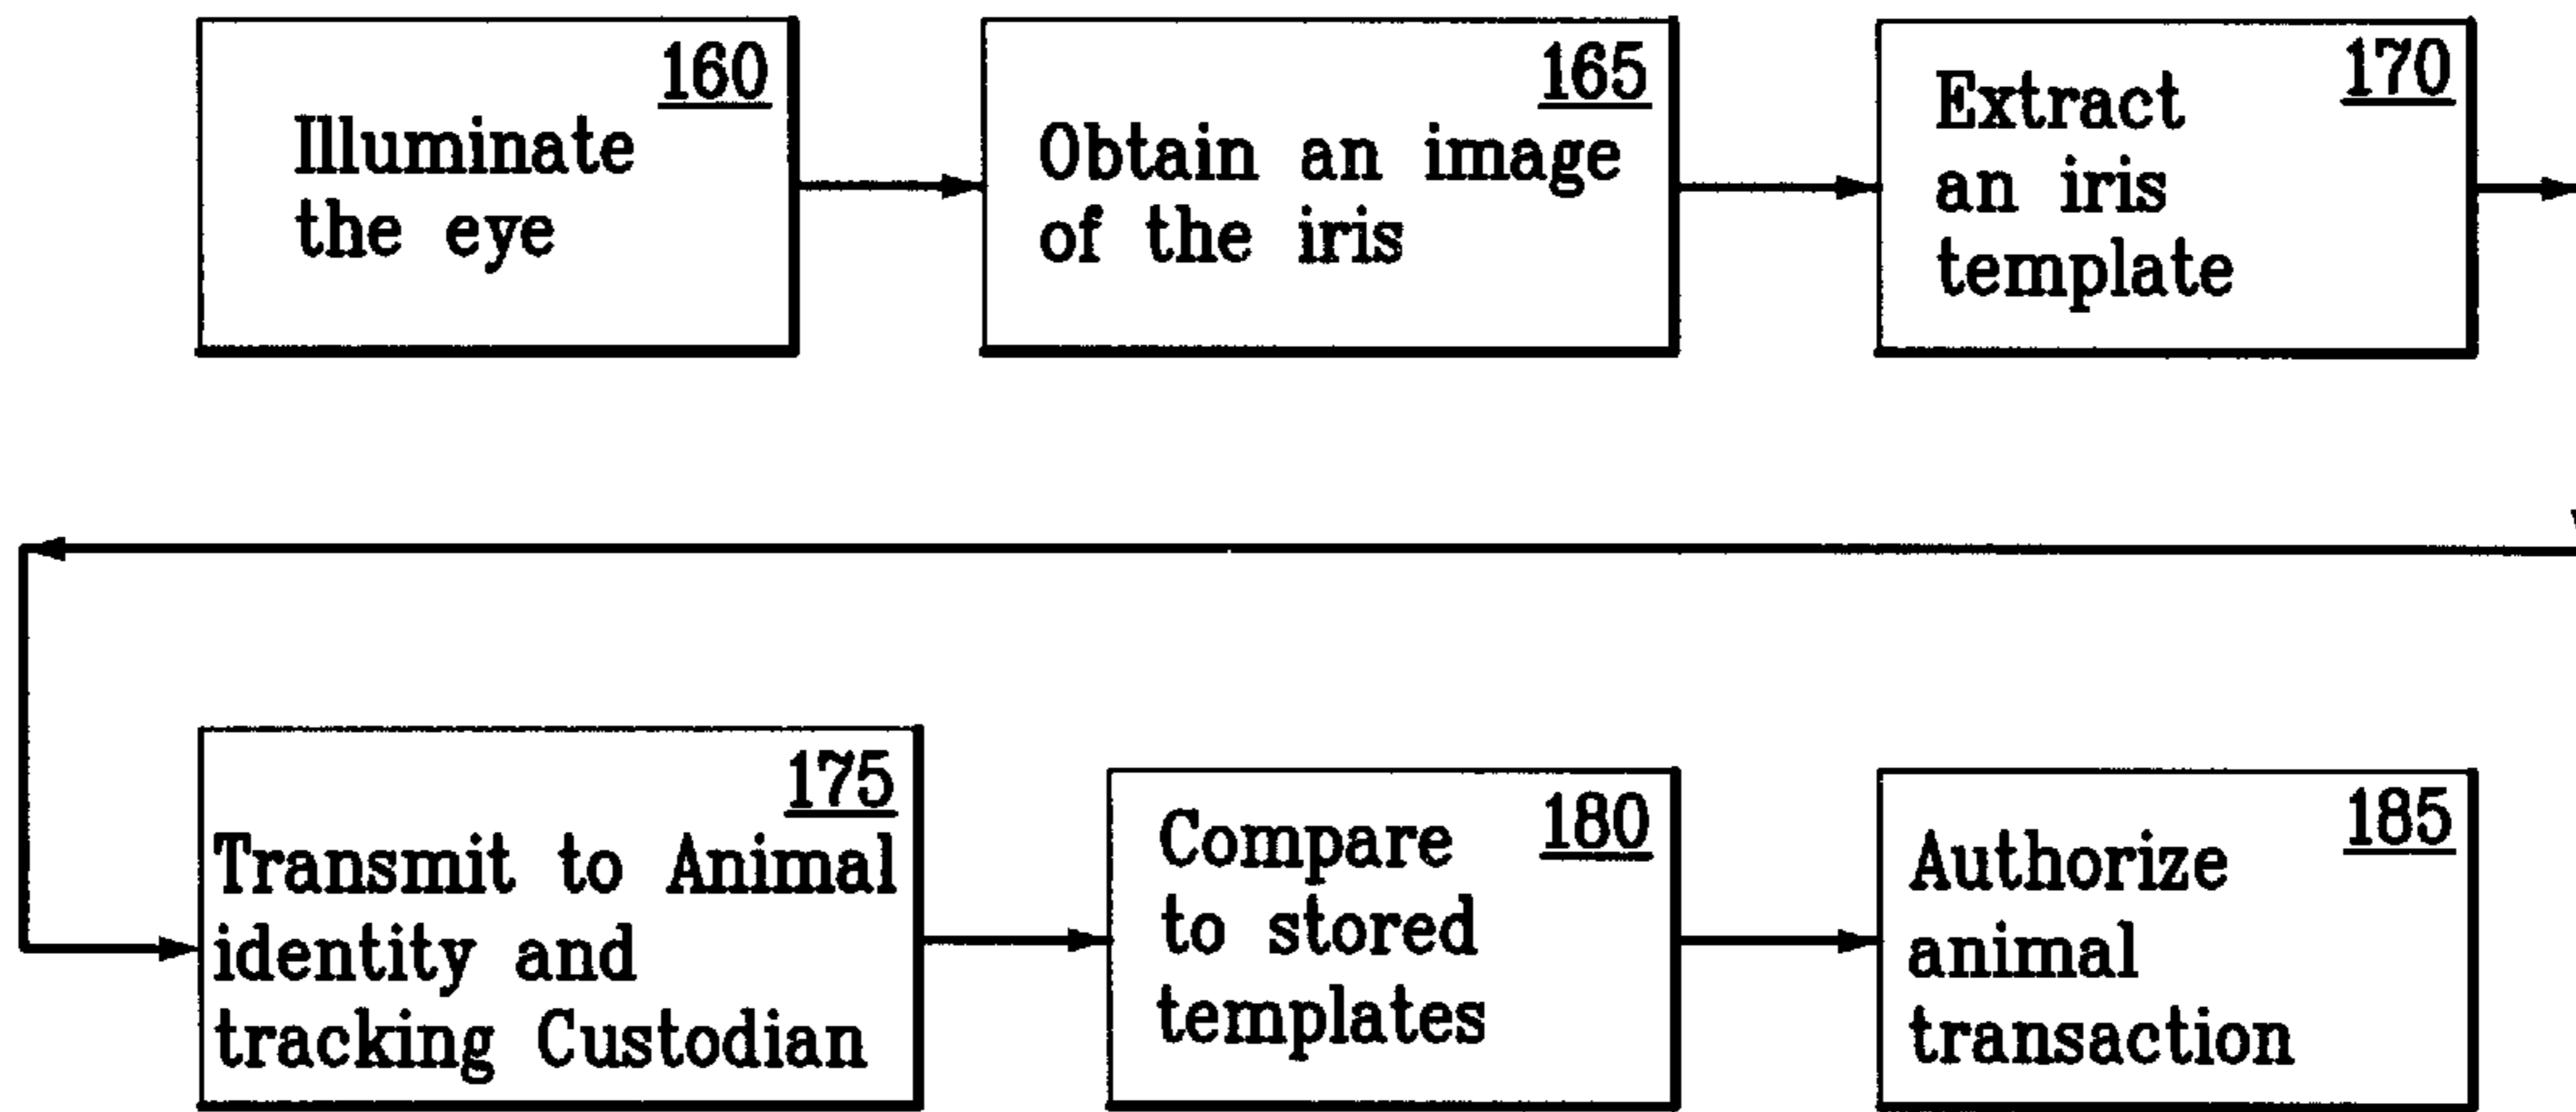 160
Illuminate
the eye
165
Obtain an image
of the iris
170
Extract
an iris
template
175
Transmit to Animal
identity and
tracking Custodian
180
Compare
to stored
templates
185
Authorize
animal
transaction